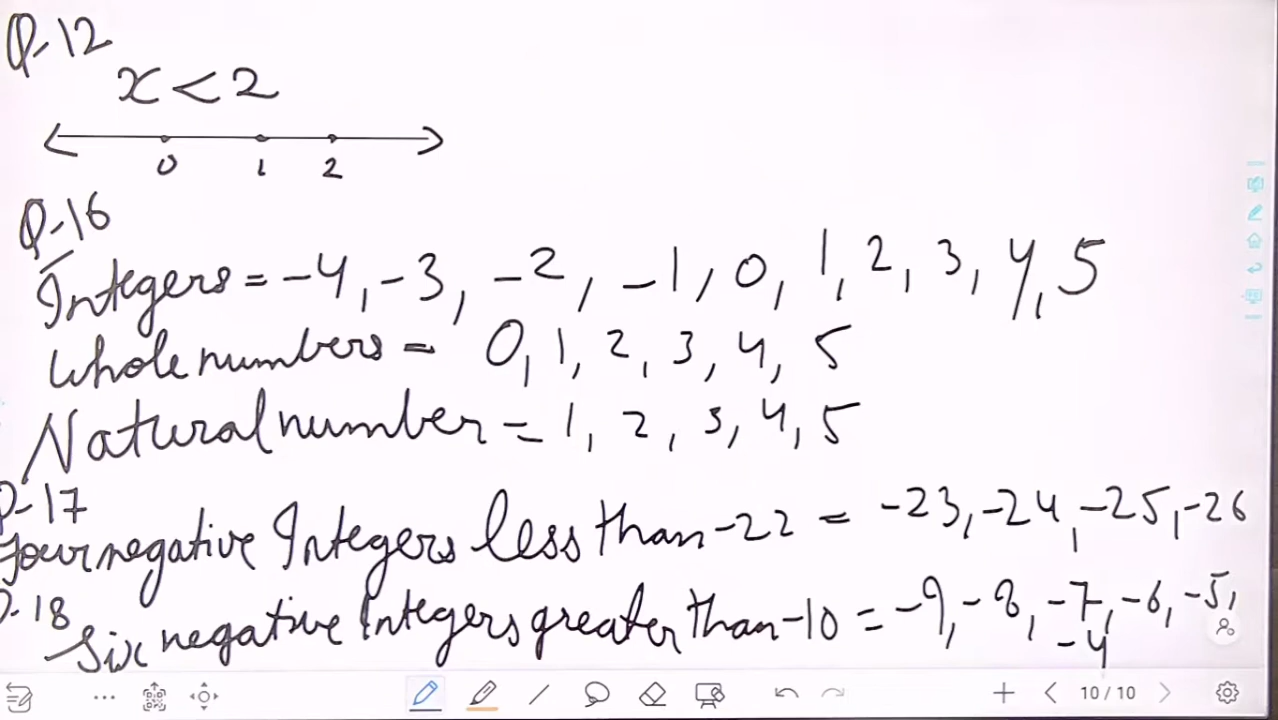 Q-12
x < 2
0 1 2
Q-16
Integers = -4, -3, -2, -1, 0, 1, 2, 3, 4, 5
Whole numbers = 0, 1, 2, 3, 4, 5
Natural number = 1, 2, 3, 4, 5
Q-17
four negative Integers less than -22 = -23, -24, -25, -26
Q-18
Six negative Integers greater than -10 = -9, -8, -7, -6, -5,
-4
10/10